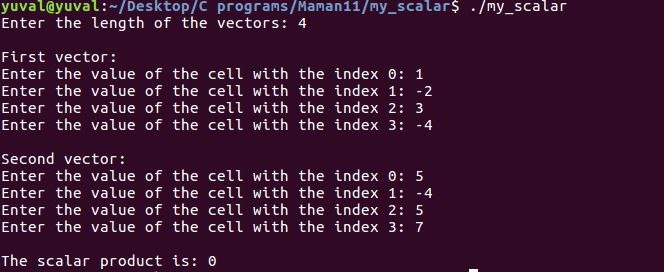 yuval@yuval:~/Desktop/C programs/Maman11/my_scalar$ ./my_scalar
Enter the length of the vectors: 4
First vector:
Enter the value of the cell with the index 0: 1
Enter the value of the cell with the index 1: -2
Enter the value of the cell with the index 2: 3
Enter the value of the cell with the index 3: -4
Second vector:
Enter the value of the cell with the index 0: 5
Enter the value of the cell with the index 1: -4
Enter the value of the cell with the index 2: 5
Enter the value of the cell with the index 3: 7
The scalar product is: 0